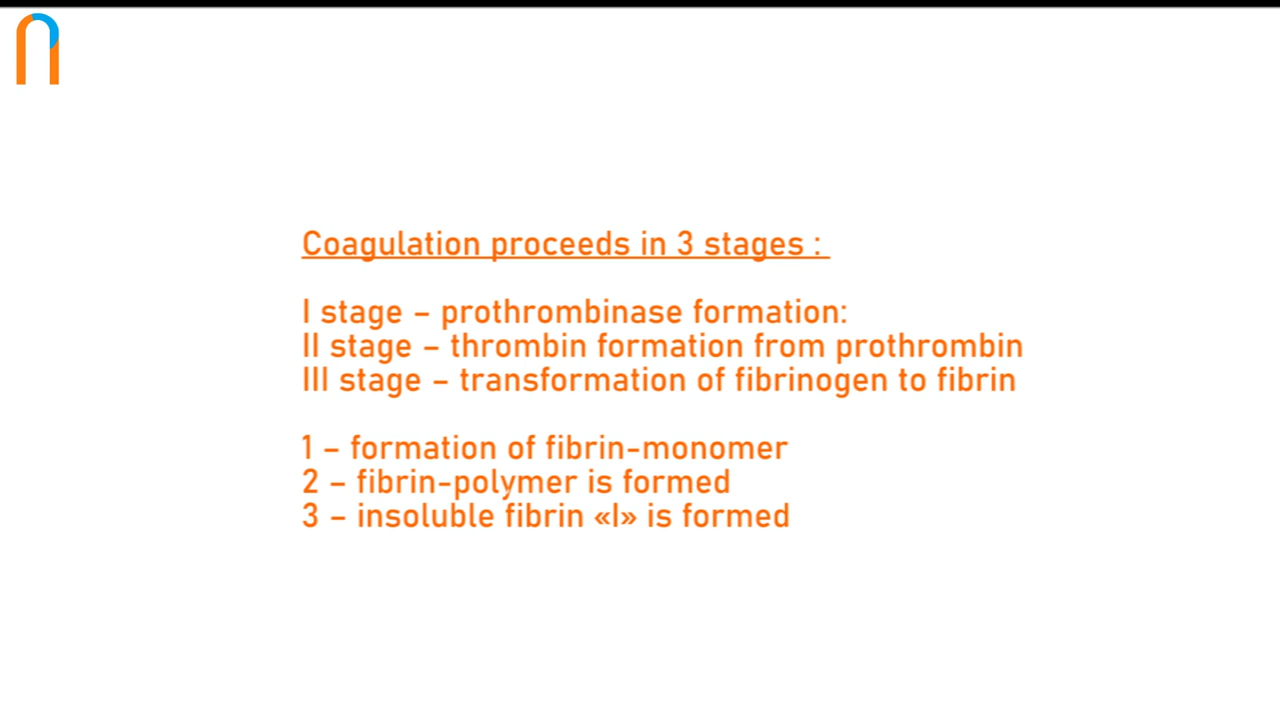 Coagulation proceeds in 3 stages :
I stage – prothrombinase formation:
II stage – thrombin formation from prothrombin
III stage – transformation of fibrinogen to fibrin
1 – formation of fibrin-monomer
2 – fibrin-polymer is formed
3 – insoluble fibrin «I» is formed